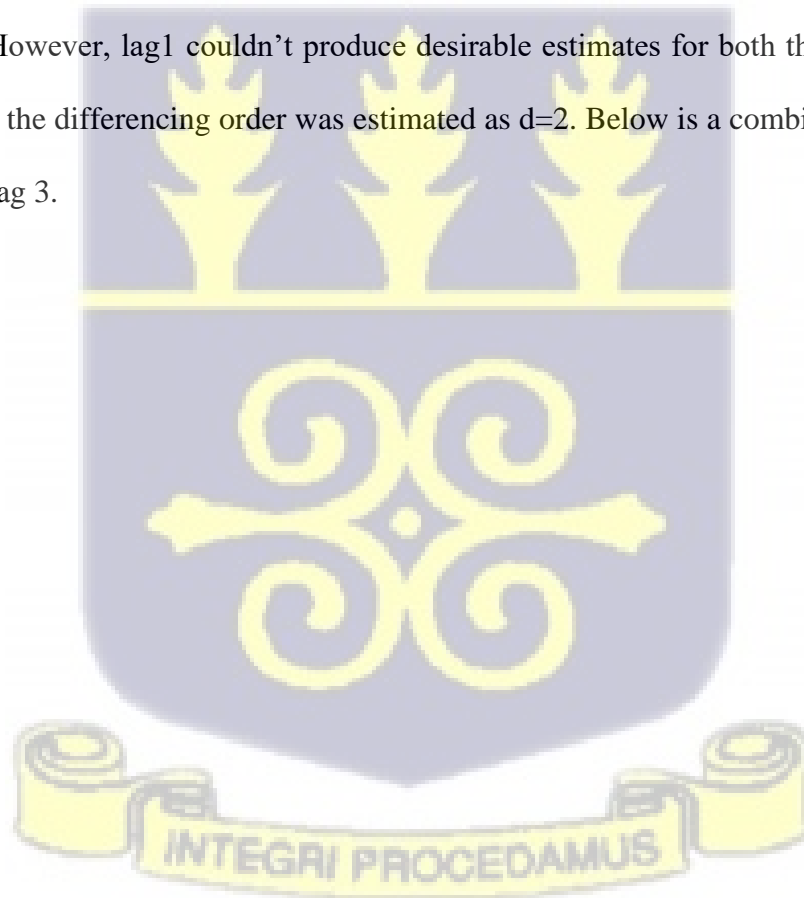 However, lag1 couldn't produce desirable estimates for both th
the differencing order was estimated as d=2. Below is a combi
ag 3.
INTEGRI PROCEDAMUS